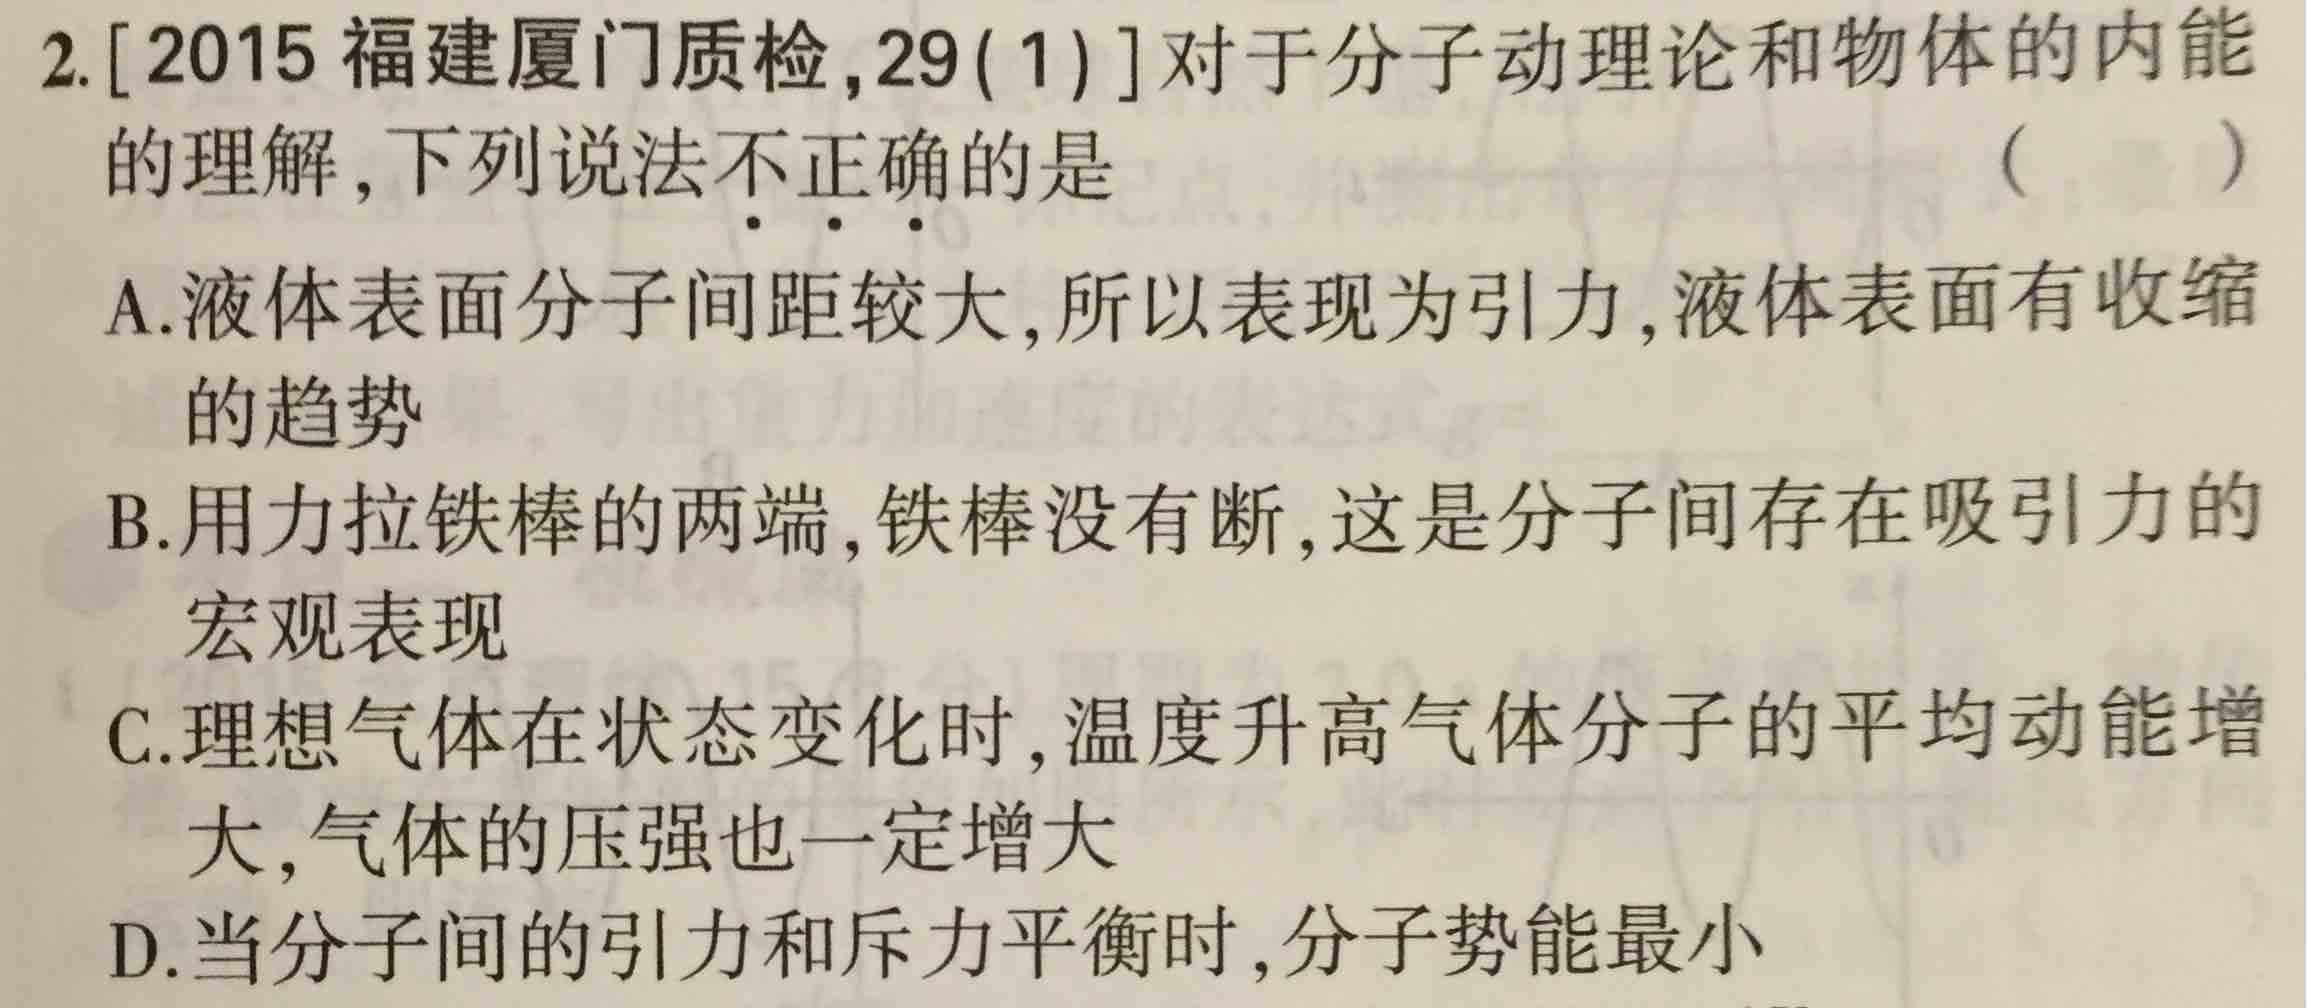 2.[2015福建厦门质检,29(1)]对于分子动理论和物体的内能
的理解,下列说法不正确的是 ( )
A.液体表面分子间距较大,所以表现为引力,液体表面有收缩
的趋势
B.用力拉铁棒的两端,铁棒没有断,这是分子间存在吸引力的
宏观表现
C.理想气体在状态变化时,温度升高气体分子的平均动能增
大,气体的压强也一定增大
D.当分子间的引力和斥力平衡时,分子势能最小